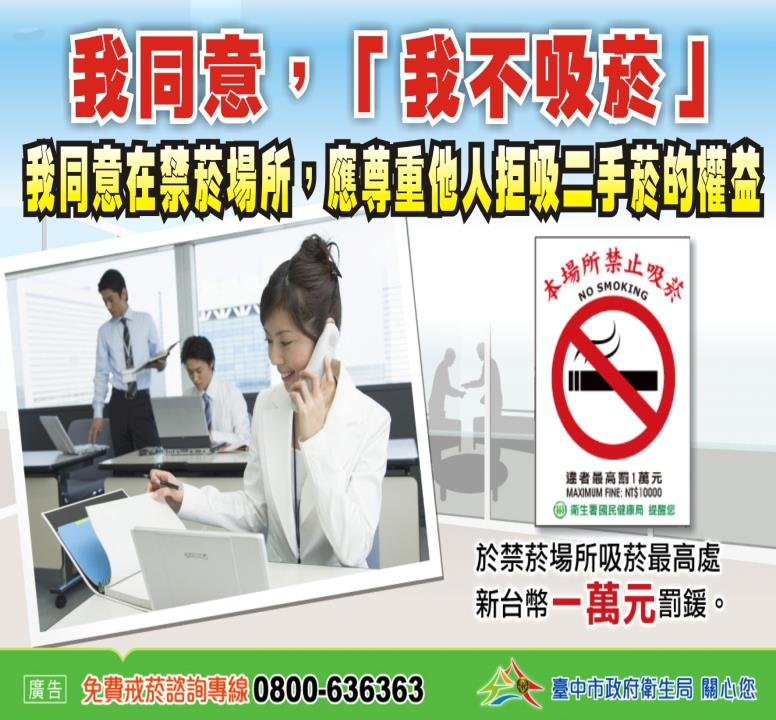 我同意，「我不吸菸」
我同意在禁菸場所，應尊重他人拒吸二手菸的權益
本場所禁止吸菸
NO SMOKING
違者最高罰1萬元
MAXIMUM FINE: NT$10000
衛生署國民健康局 提醒您
於禁菸場所吸菸最高處
新台幣一萬元罰鍰。
廣告 免費戒菸諮詢專線 0800-636363
臺中市政府衛生局 關心您